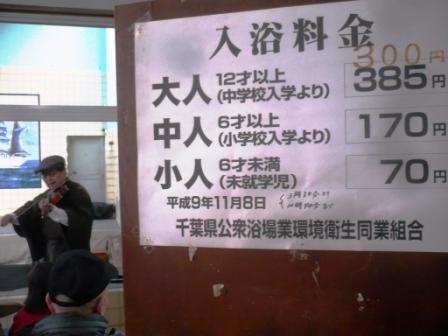 入浴料金
300円
大人 12才以上 (中学校入学より) 385円
中人 6才以上 (小学校入学より) 170円
小人 6才未満 (未就学児) 70円
平成9年11月8日
千葉県公衆浴場業環境衛生同業組合